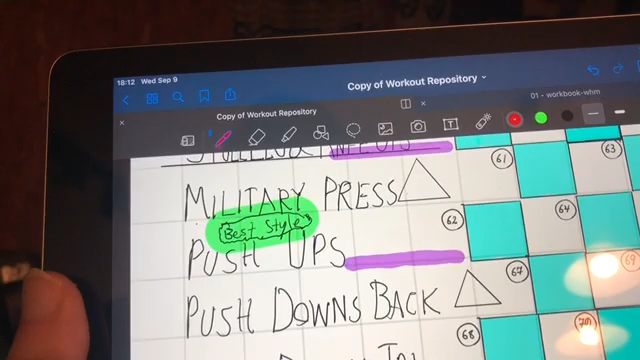 18:12 Wed Sep 9
Copy of Workout Repository
01 - workbook-whm
Copy of Workout Repository
61
63
MILITARY PRESS
Best Style
62
64
PUSH UPS
67
69
PUSH DOWNS BACK
68
70